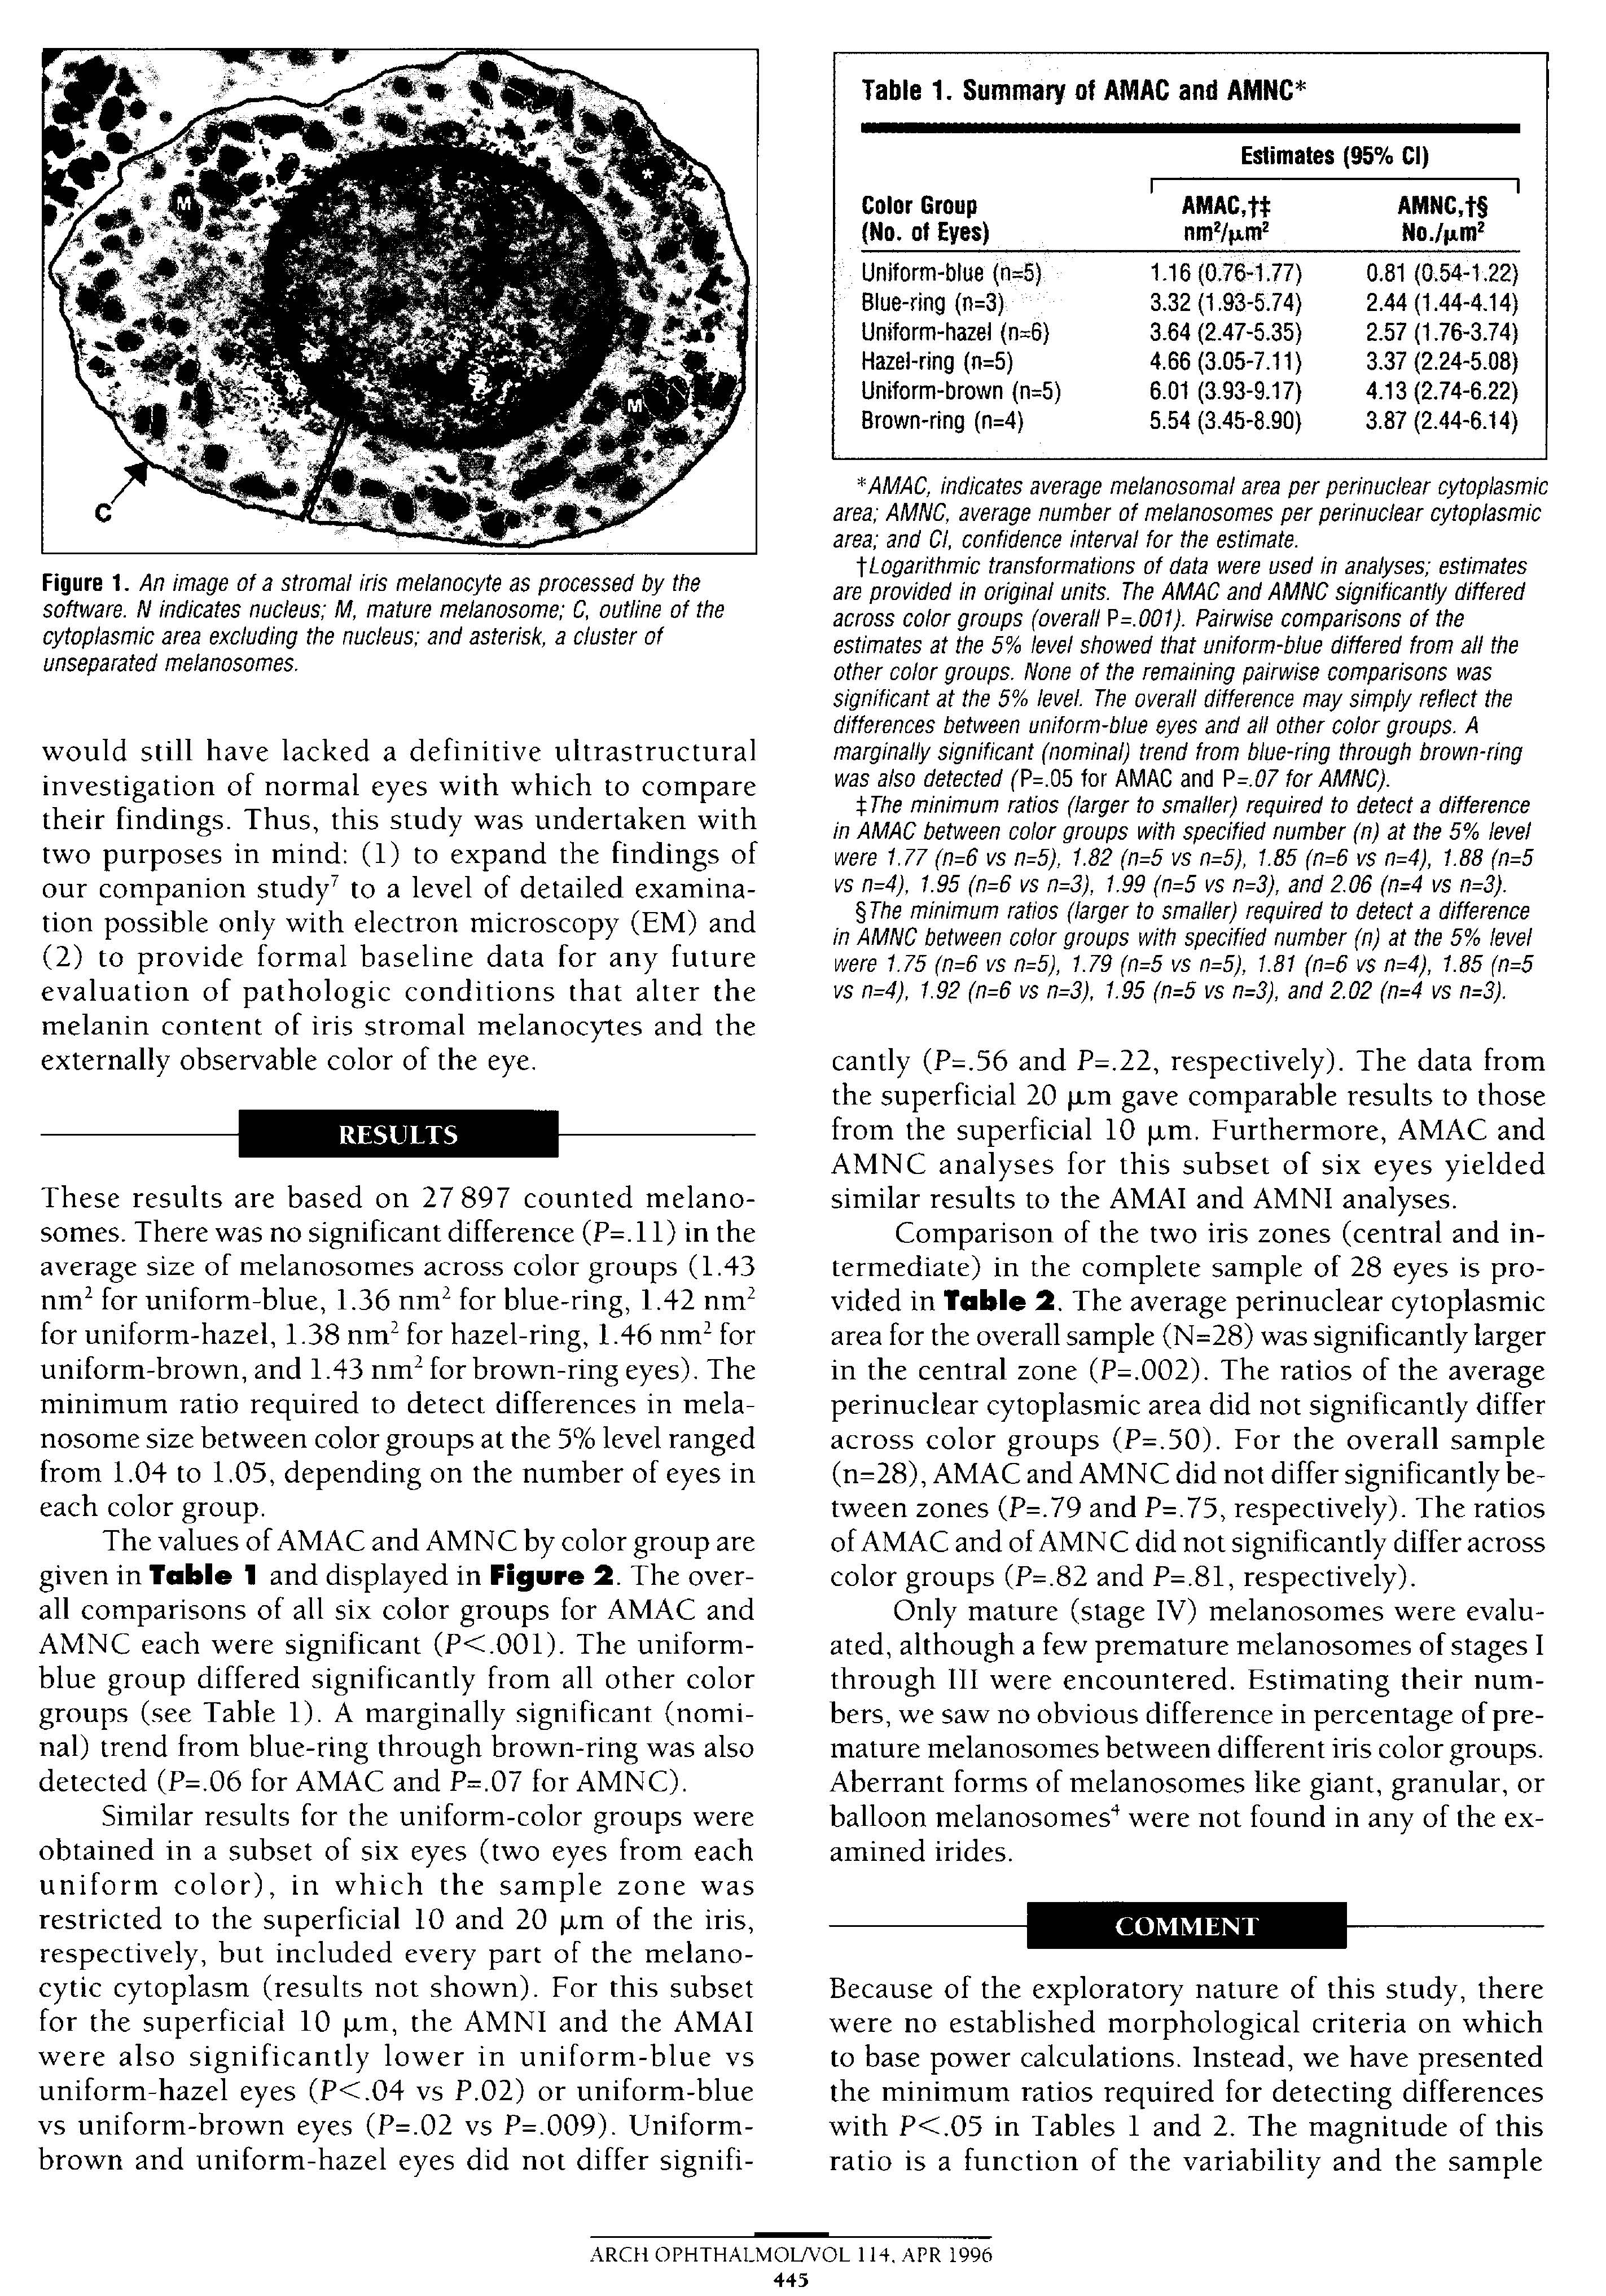 M
*
M
C
Figure 1. An image of a stromal iris melanocyte as processed by the
software. N indicates nucleus; M, mature melanosome; C, outline of the
cytoplasmic area excluding the nucleus; and asterisk, a cluster of
unseparated melanosomes.
would still have lacked a definitive ultrastructural
investigation of normal eyes with which to compare
their findings. Thus, this study was undertaken with
two purposes in mind: (1) to expand the findings of
our companion study⁷ to a level of detailed examina-
tion possible only with electron microscopy (EM) and
(2) to provide formal baseline data for any future
evaluation of pathologic conditions that alter the
melanin content of iris stromal melanocytes and the
externally observable color of the eye.
RESULTS
These results are based on 27 897 counted melano-
somes. There was no significant difference (P=.11) in the
average size of melanosomes across color groups (1.43
nm² for uniform-blue, 1.36 nm² for blue-ring, 1.42 nm²
for uniform-hazel, 1.38 nm² for hazel-ring, 1.46 nm² for
uniform-brown, and 1.43 nm² for brown-ring eyes). The
minimum ratio required to detect differences in mela-
nosome size between color groups at the 5% level ranged
from 1.04 to 1.05, depending on the number of eyes in
each color group.
The values of AMAC and AMNC by color group are
given in Table 1 and displayed in Figure 2. The over-
all comparisons of all six color groups for AMAC and
AMNC each were significant (P<.001). The uniform-
blue group differed significantly from all other color
groups (see Table 1). A marginally significant (nomi-
nal) trend from blue-ring through brown-ring was also
detected (P=.06 for AMAC and P=.07 for AMNC).
Similar results for the uniform-color groups were
obtained in a subset of six eyes (two eyes from each
uniform color), in which the sample zone was
restricted to the superficial 10 and 20 μm of the iris,
respectively, but included every part of the melano-
cytic cytoplasm (results not shown). For this subset
for the superficial 10 μm, the AMNI and the AMAI
were also significantly lower in uniform-blue vs
uniform-hazel eyes (P<.04 vs P.02) or uniform-blue
vs uniform-brown eyes (P=.02 vs P=.009). Uniform-
brown and uniform-hazel eyes did not differ signifi-
Table 1. Summary of AMAC and AMNC*
Estimates (95% CI)
Color Group AMAC,†‡ AMNC,†§
(No. of Eyes) nm²/μm² No./μm²
Uniform-blue (n=5) 1.16 (0.76-1.77) 0.81 (0.54-1.22)
Blue-ring (n=3) 3.32 (1.93-5.74) 2.44 (1.44-4.14)
Uniform-hazel (n=6) 3.64 (2.47-5.35) 2.57 (1.76-3.74)
Hazel-ring (n=5) 4.66 (3.05-7.11) 3.37 (2.24-5.08)
Uniform-brown (n=5) 6.01 (3.93-9.17) 4.13 (2.74-6.22)
Brown-ring (n=4) 5.54 (3.45-8.90) 3.87 (2.44-6.14)
*AMAC, indicates average melanosomal area per perinuclear cytoplasmic
area; AMNC, average number of melanosomes per perinuclear cytoplasmic
area; and CI, confidence interval for the estimate.
†Logarithmic transformations of data were used in analyses; estimates
are provided in original units. The AMAC and AMNC significantly differed
across color groups (overall P=.001). Pairwise comparisons of the
estimates at the 5% level showed that uniform-blue differed from all the
other color groups. None of the remaining pairwise comparisons was
significant at the 5% level. The overall difference may simply reflect the
differences between uniform-blue eyes and all other color groups. A
marginally significant (nominal) trend from blue-ring through brown-ring
was also detected (P=.05 for AMAC and P=.07 for AMNC).
‡The minimum ratios (larger to smaller) required to detect a difference
in AMAC between color groups with specified number (n) at the 5% level
were 1.77 (n=6 vs n=5), 1.82 (n=5 vs n=5), 1.85 (n=6 vs n=4), 1.88 (n=5
vs n=4), 1.95 (n=6 vs n=3), 1.99 (n=5 vs n=3), and 2.06 (n=4 vs n=3).
§The minimum ratios (larger to smaller) required to detect a difference
in AMNC between color groups with specified number (n) at the 5% level
were 1.75 (n=6 vs n=5), 1.79 (n=5 vs n=5), 1.81 (n=6 vs n=4), 1.85 (n=5
vs n=4), 1.92 (n=6 vs n=3), 1.95 (n=5 vs n=3), and 2.02 (n=4 vs n=3).
cantly (P=.56 and P=.22, respectively). The data from
the superficial 20 μm gave comparable results to those
from the superficial 10 μm. Furthermore, AMAC and
AMNC analyses for this subset of six eyes yielded
similar results to the AMAI and AMNI analyses.
Comparison of the two iris zones (central and in-
termediate) in the complete sample of 28 eyes is pro-
vided in Table 2. The average perinuclear cytoplasmic
area for the overall sample (N=28) was significantly larger
in the central zone (P=.002). The ratios of the average
perinuclear cytoplasmic area did not significantly differ
across color groups (P=.50). For the overall sample
(n=28), AMAC and AMNC did not differ significantly be-
tween zones (P=.79 and P=.75, respectively). The ratios
of AMAC and of AMNC did not significantly differ across
color groups (P=.82 and P=.81, respectively).
Only mature (stage IV) melanosomes were evalu-
ated, although a few premature melanosomes of stages I
through III were encountered. Estimating their num-
bers, we saw no obvious difference in percentage of pre-
mature melanosomes between different iris color groups.
Aberrant forms of melanosomes like giant, granular, or
balloon melanosomes⁴ were not found in any of the ex-
amined irides.
COMMENT
Because of the exploratory nature of this study, there
were no established morphological criteria on which
to base power calculations. Instead, we have presented
the minimum ratios required for detecting differences
with P<.05 in Tables 1 and 2. The magnitude of this
ratio is a function of the variability and the sample
ARCH OPHTHALMOL/VOL 114, APR 1996
445